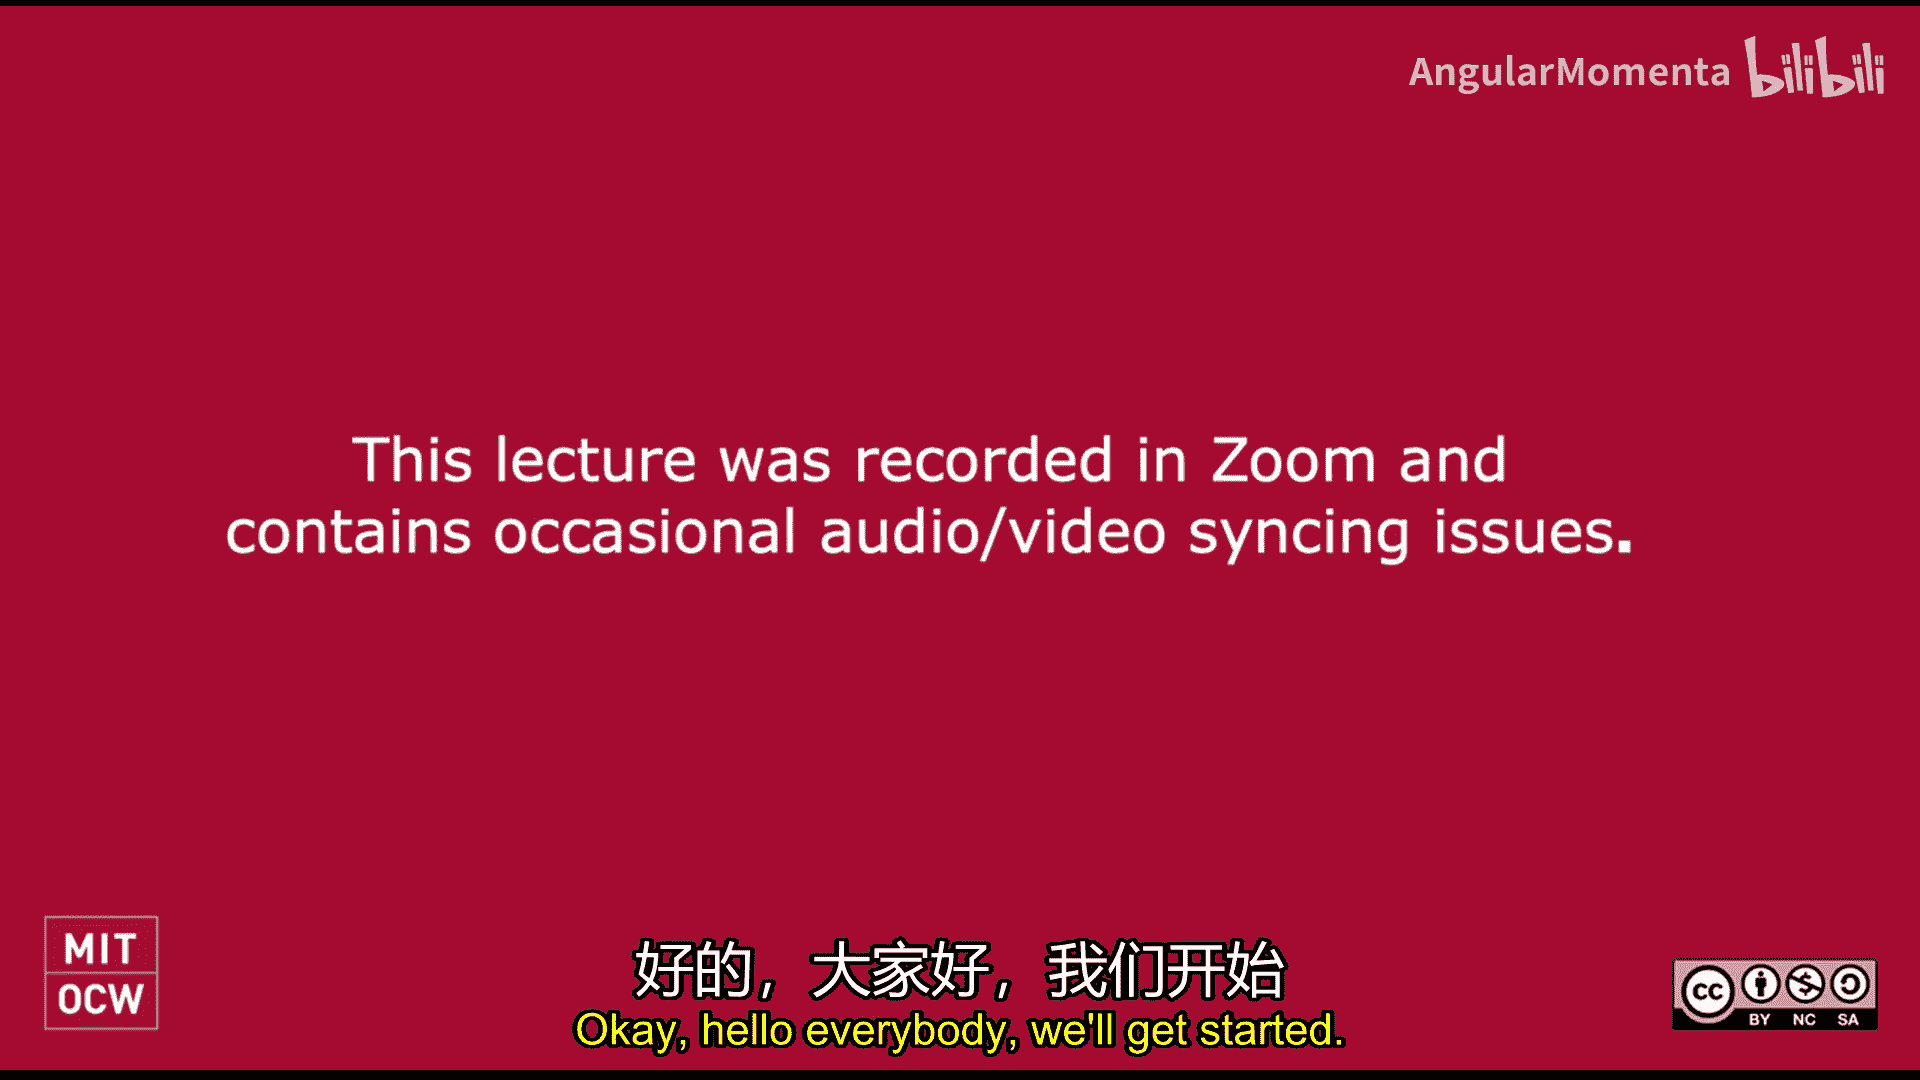 AngularMomenta bilibili
This lecture was recorded in Zoom and
contains occasional audio/video syncing issues.
MIT
OCW
好的，大家好，我们开始
Okay, hello everybody, we'll get started.
cc
BY NC SA